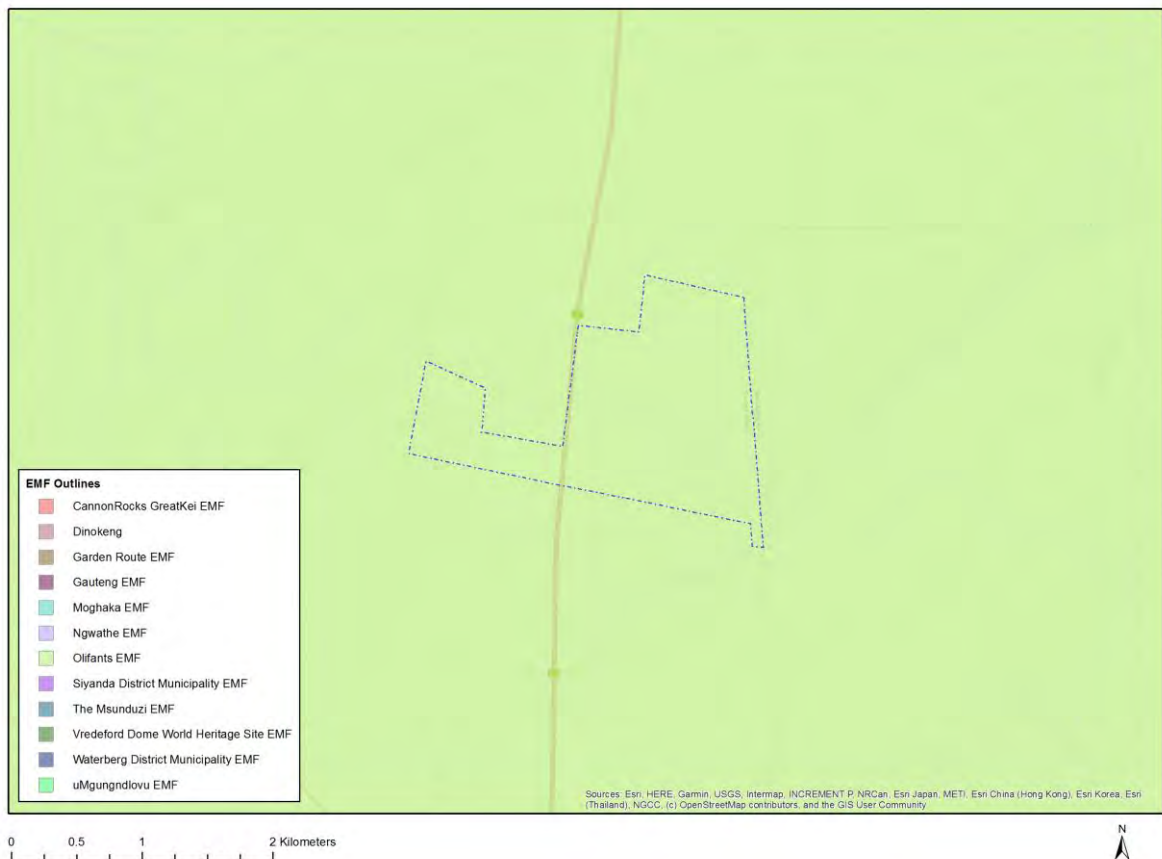 EMF Outlines
CannonRocks GreatKei EMF
Dinokeng
Garden Route EMF
Gauteng EMF
Moghaka EMF
Ngwathe EMF
Olifants EMF
Siyanda District Municipality EMF
The Msunduzi EMF
Vredeford Dome World Heritage Site EMF
Waterberg District Municipality EMF
uMgungndlovu EMF
Sources: Esri, HERE, Garmin, USGS, Intermap, INCREMENT P, NRCan, Esri Japan, METI, Esri China (Hong Kong), Esri Korea, Esri
(Thailand), NGCC, (c) OpenStreetMap contributors, and the GIS User Community
0 0.5 1 2 Kilometers
N